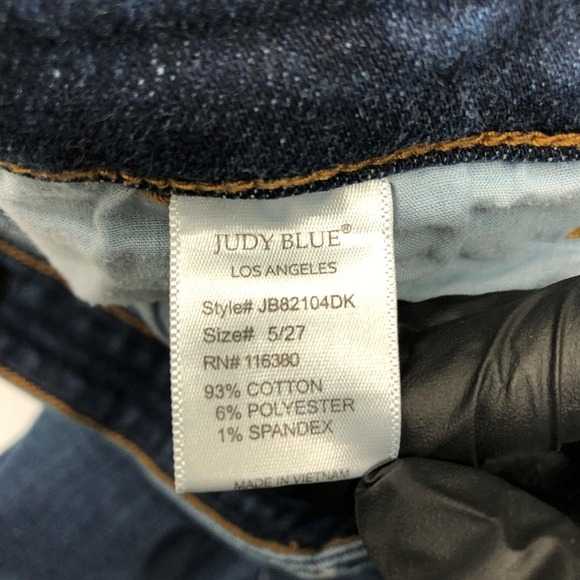 JUDY BLUE®
LOS ANGELES
Style# JB82104DK
Size# 5/27
RN# 116380
93% COTTON
6% POLYESTER
1% SPANDEX
MADE IN VIETNAM